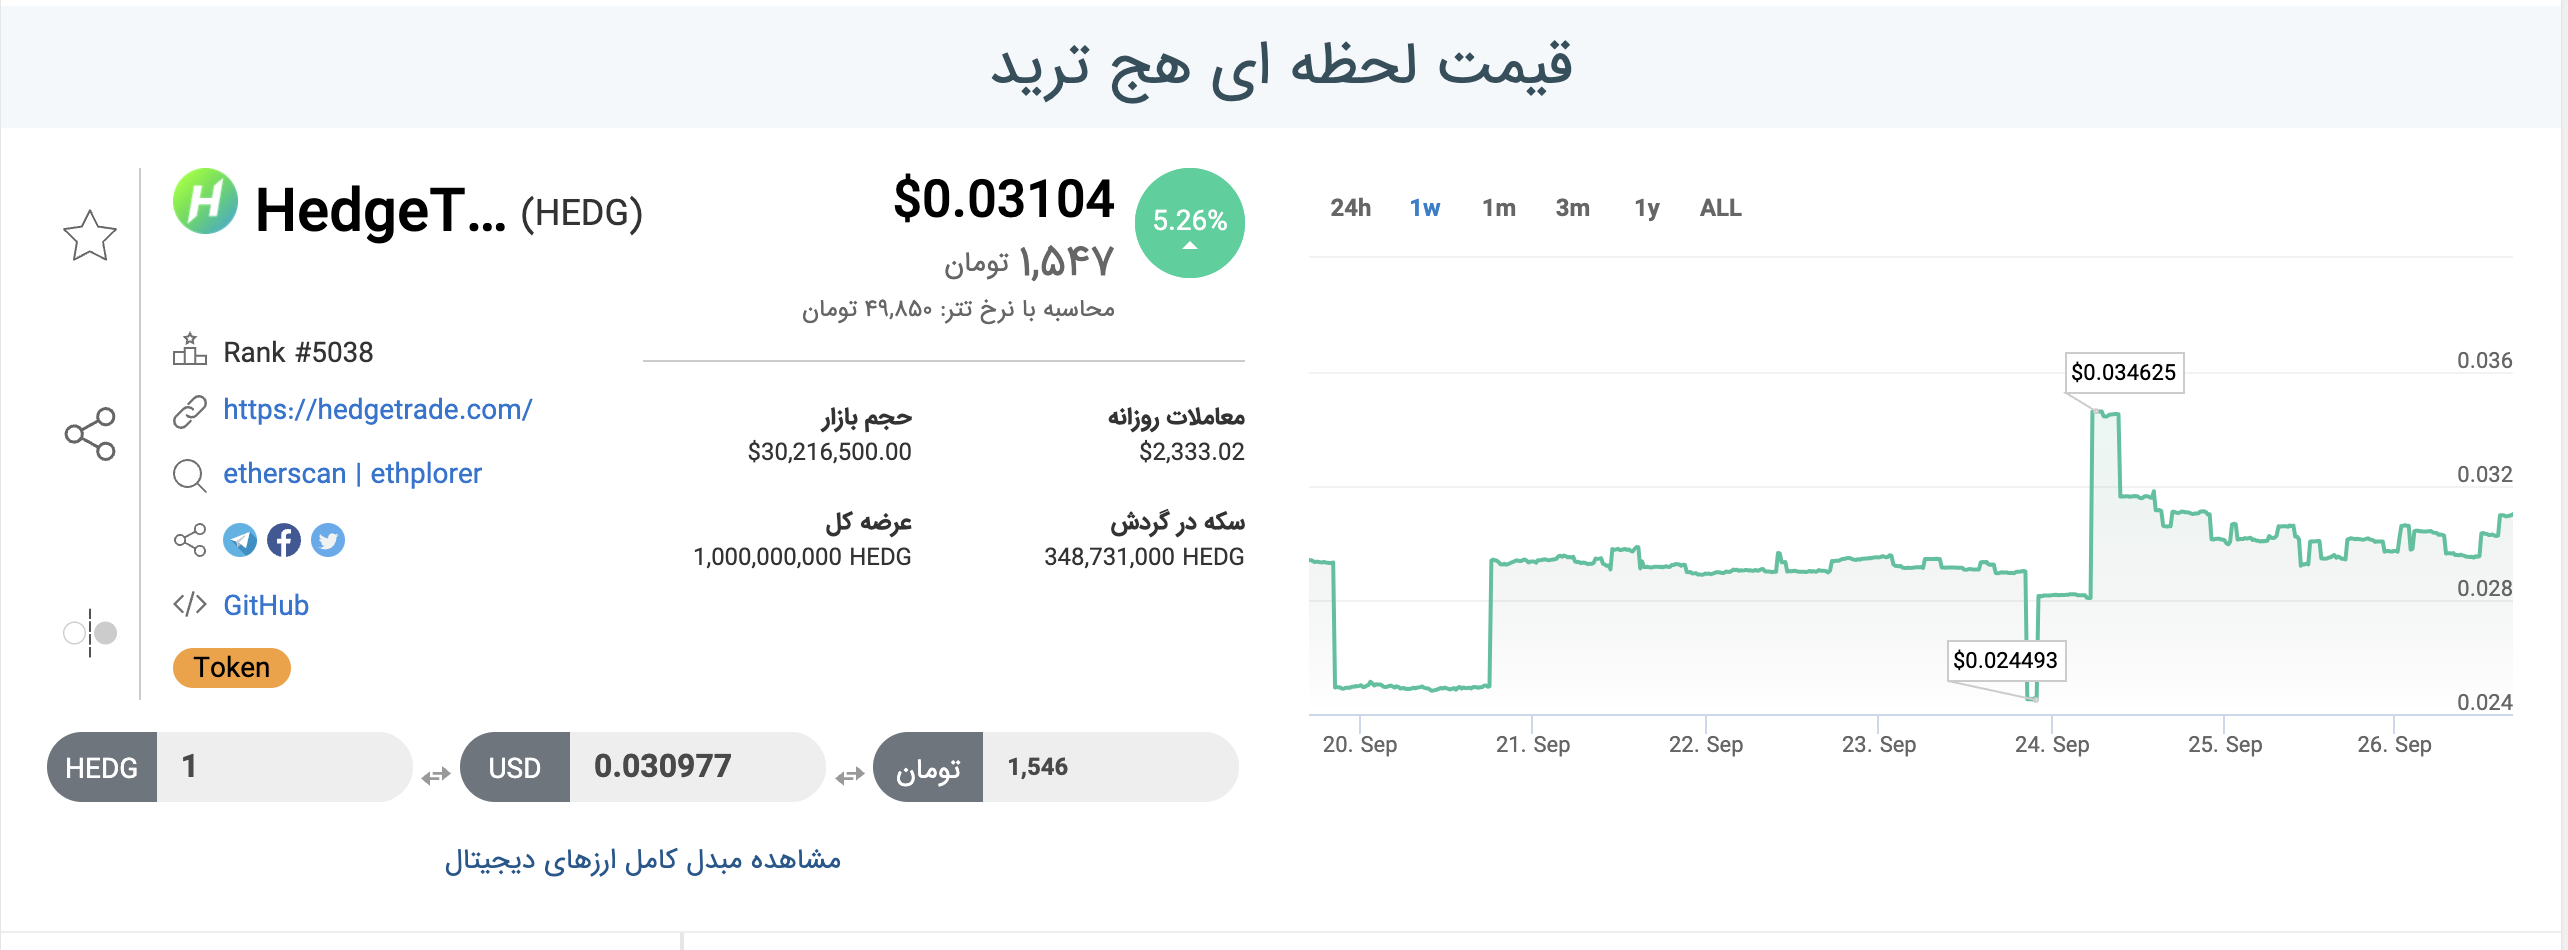 قیمت لحظه ای هج ترید
HedgeT... (HEDG)
$0.03104
5.26%
۱,۵۴۷ تومان
محاسبه با نرخ تتر: ۴۹,۸۵۰ تومان
Rank #5038
https://hedgetrade.com/
etherscan | ethplorer
GitHub
Token
معاملات روزانه
$2,333.02
حجم بازار
$30,216,500.00
سکه در گردش
348,731,000 HEDG
عرضه کل
1,000,000,000 HEDG
HEDG 1
USD 0.030977
تومان 1,546
مشاهده مبدل کامل ارزهای دیجیتال
24h 1w 1m 3m 1y ALL
0.036
$0.034625
0.032
0.028
$0.024493
0.024
20. Sep 21. Sep 22. Sep 23. Sep 24. Sep 25. Sep 26. Sep